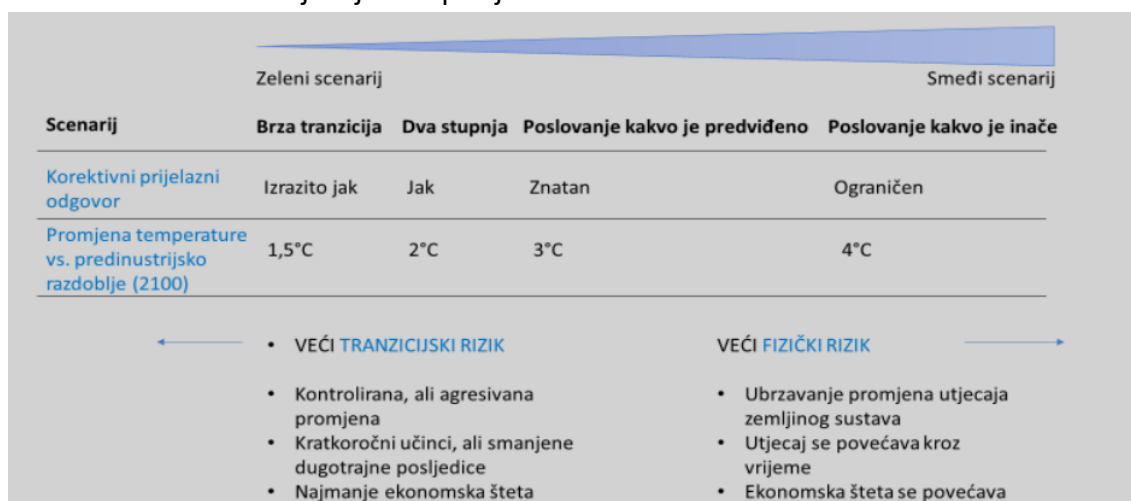 Zeleni scenarij Smeđi scenarij
Scenarij Brza tranzicija Dva stupnja Poslovanje kakvo je predviđeno Poslovanje kakvo je inače
Korektivni prijelazni
odgovor
Izrazito jak Jak Znatan Ograničen
Promjena temperature
vs. predinustrijsko
razdoblje (2100)
1,5°C 2°C 3°C 4°C
• VEĆI TRANZICIJSKI RIZIK
• Kontrolirana, ali agresivana
promjena
• Kratkoročni učinci, ali smanjene
dugotrajne posljedice
• Najmanje ekonomska šteta
VEĆI FIZIČKI RIZIK
• Ubrzavanje promjena utjecaja
zemljinog sustava
• Utjecaj se povećava kroz
vrijeme
• Ekonomska šteta se povećava